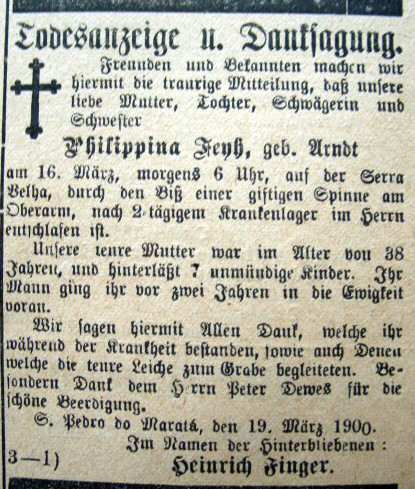 Todesanzeige u. Danksagung.
Freunden und Bekannten machen wir
hiermit die traurige Mitteilung, daß unsere
liebe Mutter, Tochter, Schwägerin und
Schwester
Philippina Feyh, geb. Arndt
am 16. März, morgens 6 Uhr, auf der Serra
Velha, durch den Biß einer giftigen Spinne am
Oberarm, nach 2-tägigem Krankenlager im Herrn
entschlafen ist.
Unsere teure Mutter war im Alter von 38
Jahren, und hinterläßt 7 unmündige Kinder. Ihr
Mann ging ihr vor zwei Jahren in die Ewigkeit
voran.
Wir sagen hiermit Allen Dank, welche ihr
während der Krankheit bestanden, sowie auch Denen
welche die teure Leiche zum Grabe begleiteten. Be-
sondern Dank dem Herrn Peter Dewes für die
schöne Beerdigung.
S. Pedro do Maratá, den 19. März 1900.
Im Namen der Hinterbliebenen:
3—1) Heinrich Finger.